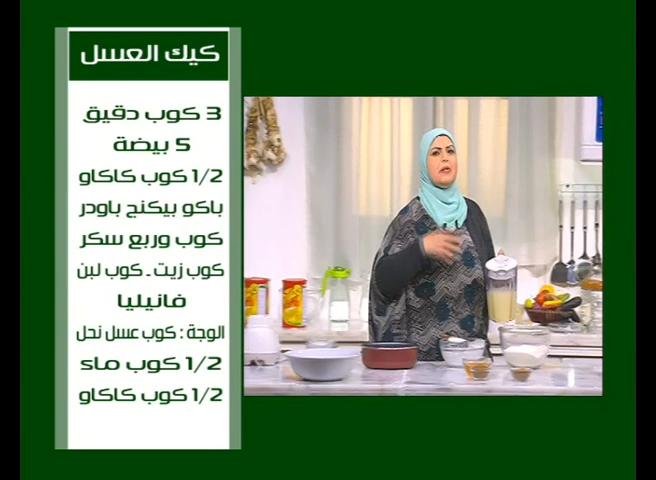 كيك العسل
3 كوب دقيق
5 بيضة
1/2 كوب كاكاو
باكو بيكنج باودر
كوب وربع سكر
كوب زيت ـ كوب لبن
فانيليا
الوجة : كوب عسل نحل
1/2 كوب ماء
1/2 كوب كاكاو